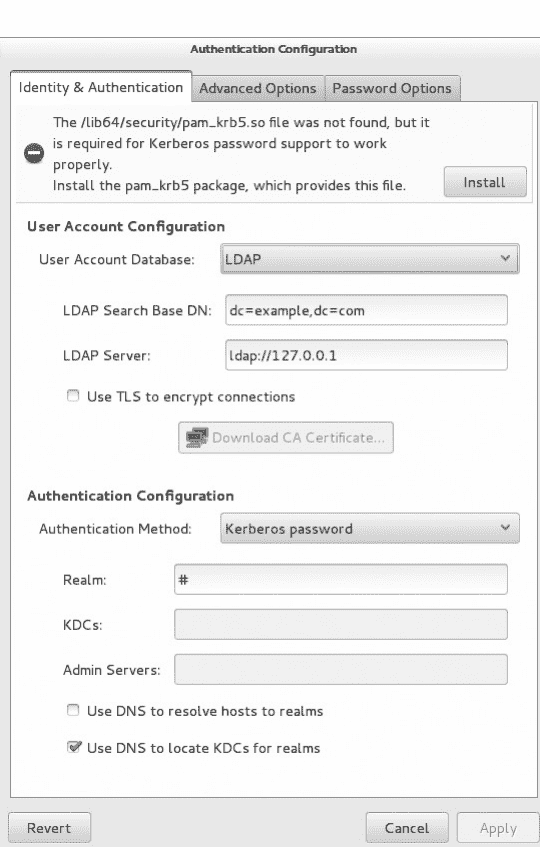 Authentication Configuration
Identity & Authentication Advanced Options Password Options
The /lib64/security/pam_krb5.so file was not found, but it
is required for Kerberos password support to work
properly.
Install the pam_krb5 package, which provides this file.
Install
User Account Configuration
User Account Database: LDAP
LDAP Search Base DN: dc=example,dc=com
LDAP Server: ldap://127.0.0.1
Use TLS to encrypt connections
Download CA Certificate...
Authentication Configuration
Authentication Method: Kerberos password
Realm: #
KDCs:
Admin Servers:
Use DNS to resolve hosts to realms
Use DNS to locate KDCs for realms
Revert Cancel Apply